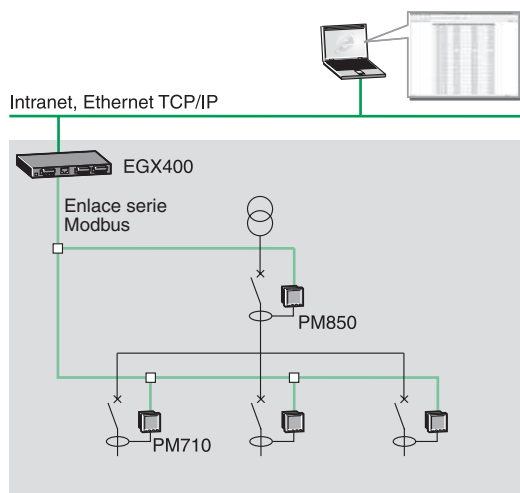 Intranet, Ethernet TCP/IP
EGX400
Enlace serie
Modbus
PM850
PM710